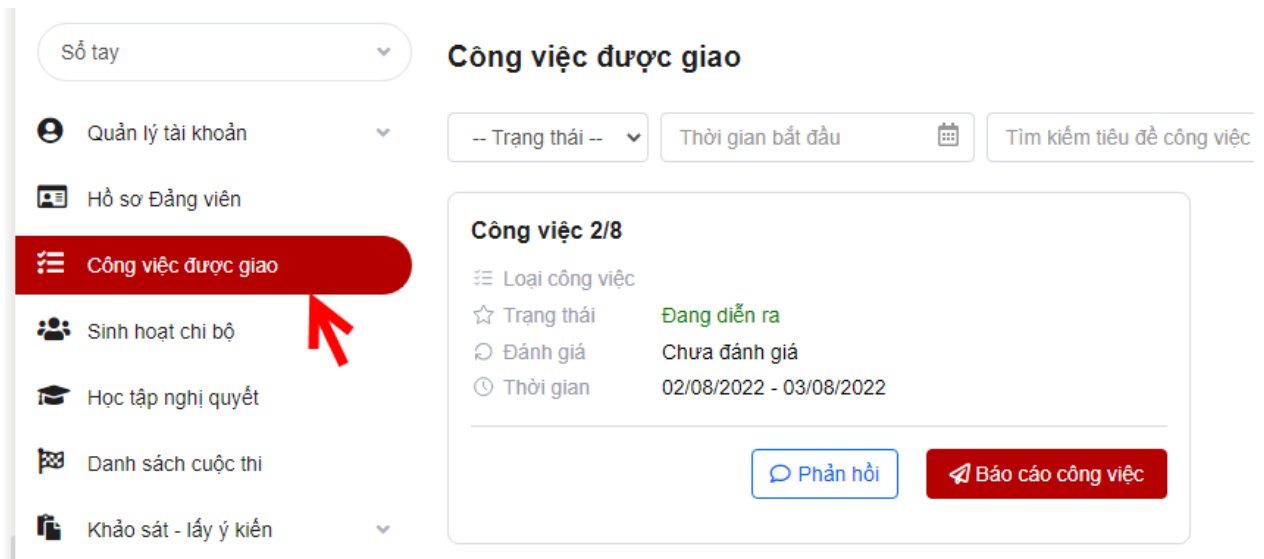 Sổ tay
Quản lý tài khoản
Hồ sơ Đảng viên
Công việc được giao
Sinh hoạt chi bộ
Học tập nghị quyết
Danh sách cuộc thi
Khảo sát - lấy ý kiến
Công việc được giao
-- Trạng thái -- Thời gian bắt đầu Tìm kiếm tiêu đề công việc
Công việc 2/8
Loại công việc
Trạng thái Đang diễn ra
Đánh giá Chưa đánh giá
Thời gian 02/08/2022 - 03/08/2022
Phản hồi Báo cáo công việc